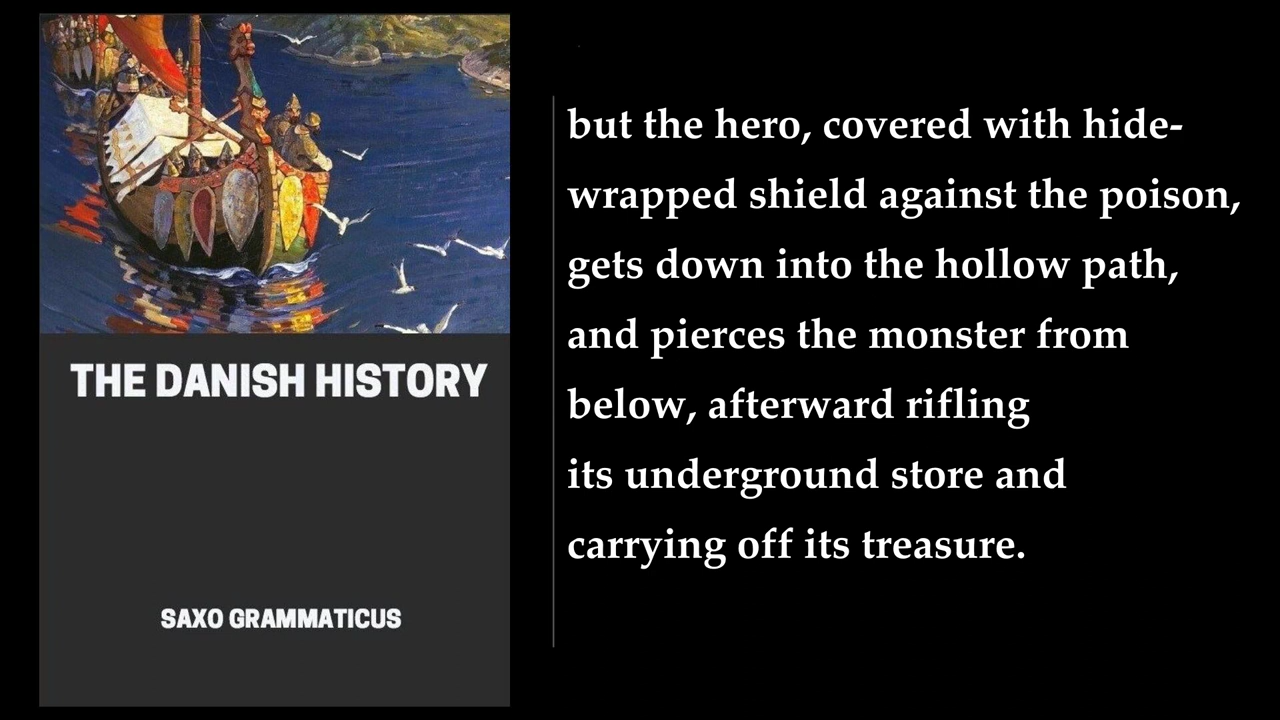 THE DANISH HISTORY
SAXO GRAMMATICUS
but the hero, covered with hide-
wrapped shield against the poison,
gets down into the hollow path,
and pierces the monster from
below, afterward rifling
its underground store and
carrying off its treasure.